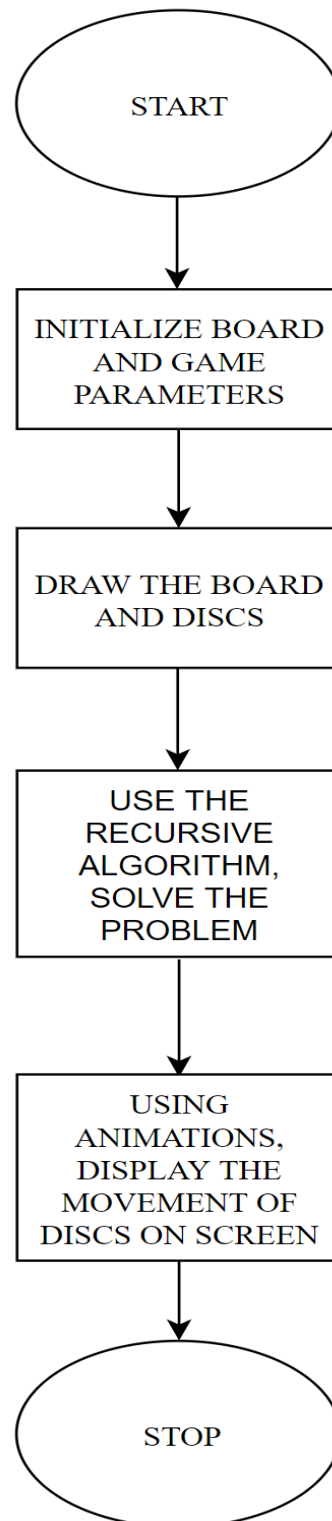 START
INITIALIZE BOARD
AND GAME
PARAMETERS
DRAW THE BOARD
AND DISCS
USE THE
RECURSIVE
ALGORITHM,
SOLVE THE
PROBLEM
USING
ANIMATIONS,
DISPLAY THE
MOVEMENT OF
DISCS ON SCREEN
STOP